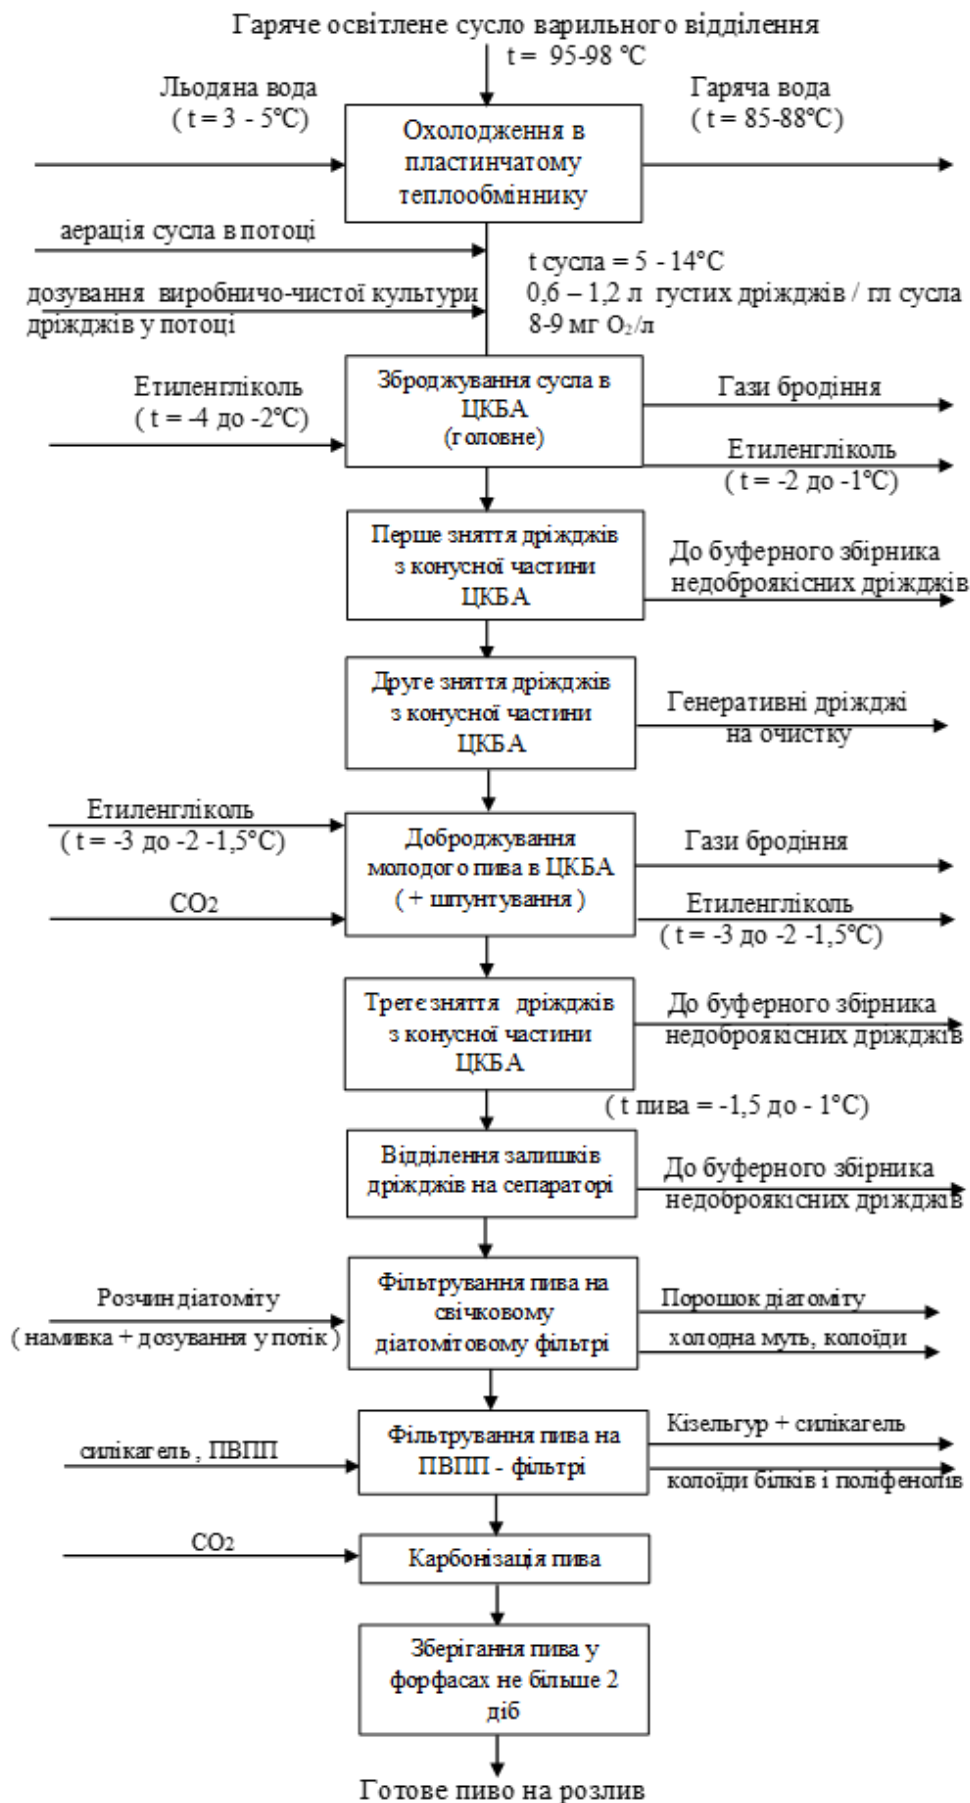 Гаряче освітлене сусло варильного відділення
t = 95-98 °C
Льодяна вода
( t = 3 - 5°C)
Гаряча вода
( t = 85-88°C)
Охолодження в
пластинчатому
теплообміннику
аерація сусла в потоці
t сусла = 5 - 14°C
0,6 – 1,2 л густих дріжджів / гл сусла
8-9 мг O₂/л
дозування виробничо-чистої культури
дріжджів у потоці
Етиленгліколь
( t = -4 до -2°C)
Зброджування сусла в
ЦКБА
(головне)
Гази бродіння
Етиленгліколь
( t = -2 до -1°C)
Перше зняття дріжджів
з конусної частини
ЦКБА
До буферного збірника
недоброякісних дріжджів
Друге зняття дріжджів
з конусної частини
ЦКБА
Генеративні дріжджі
на очистку
Етиленгліколь
( t = -3 до -2 -1,5°C)
CO2
Доброджування
молодого пива в ЦКБА
( + шпунтування )
Гази бродіння
Етиленгліколь
( t = -3 до -2 -1,5°C)
Третє зняття дріжджів
з конусної частини
ЦКБА
До буферного збірника
недоброякісних дріжджів
( t пива = -1,5 до - 1°C)
Відділення залишків
дріжджів на сепараторі
До буферного збірника
недоброякісних дріжджів
Розчин діатоміту
( намивка + дозування у потік )
Фільтрування пива на
свічковому
діатомітовому фільтрі
Порошок діатоміту
холодна муть, колоїди
силікагель , ПВПП
Фільтрування пива на
ПВПП - фільтрі
Кізельгур + силікагель
колоїди білків і поліфенолів
CO2
Карбонізація пива
Зберігання пива у
форфасах не більше 2
діб
Готове пиво на розлив